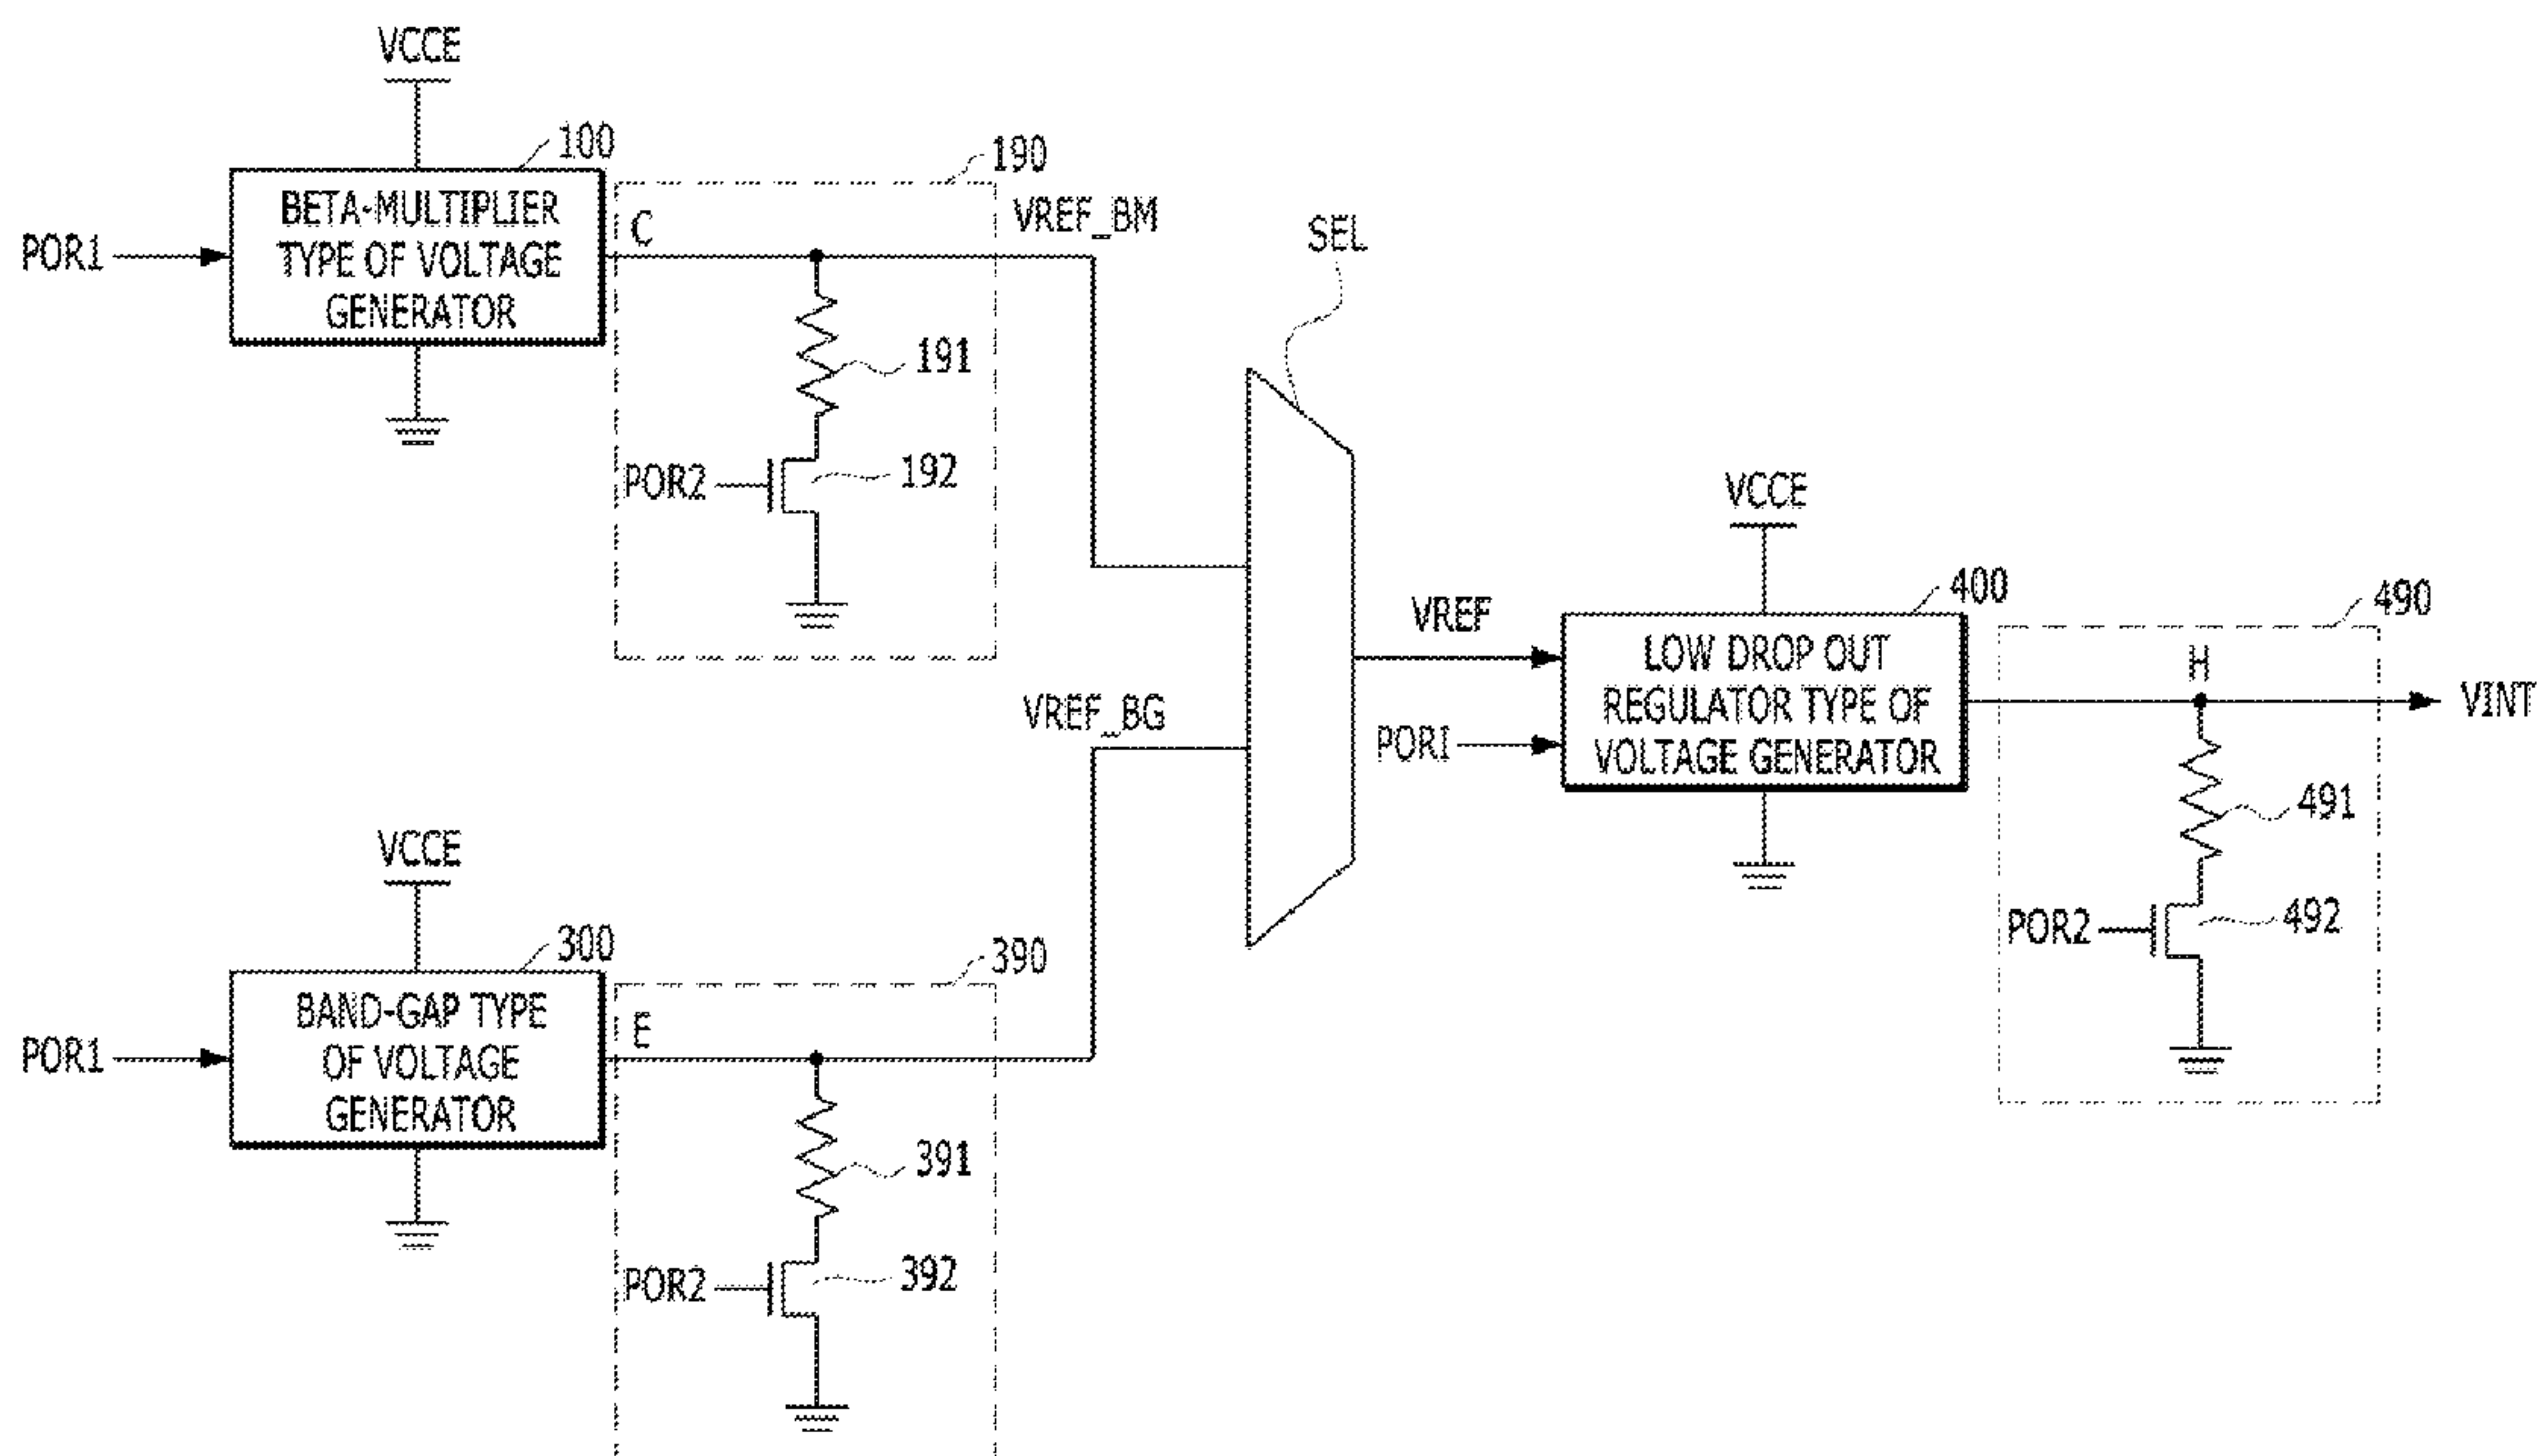 VCCE
100
BETA-MULTIPLIER
TYPE OF VOLTAGE
GENERATOR
POR1
190
C
VREF_BM
191
POR2
192
SEL
VREF_BG
VCCE
300
BAND-GAP TYPE
OF VOLTAGE
GENERATOR
POR1
390
E
391
POR2
392
VCCE
400
VREF
LOW DROP OUT
REGULATOR TYPE OF
VOLTAGE GENERATOR
PORI
490
H
VINT
491
POR2
492